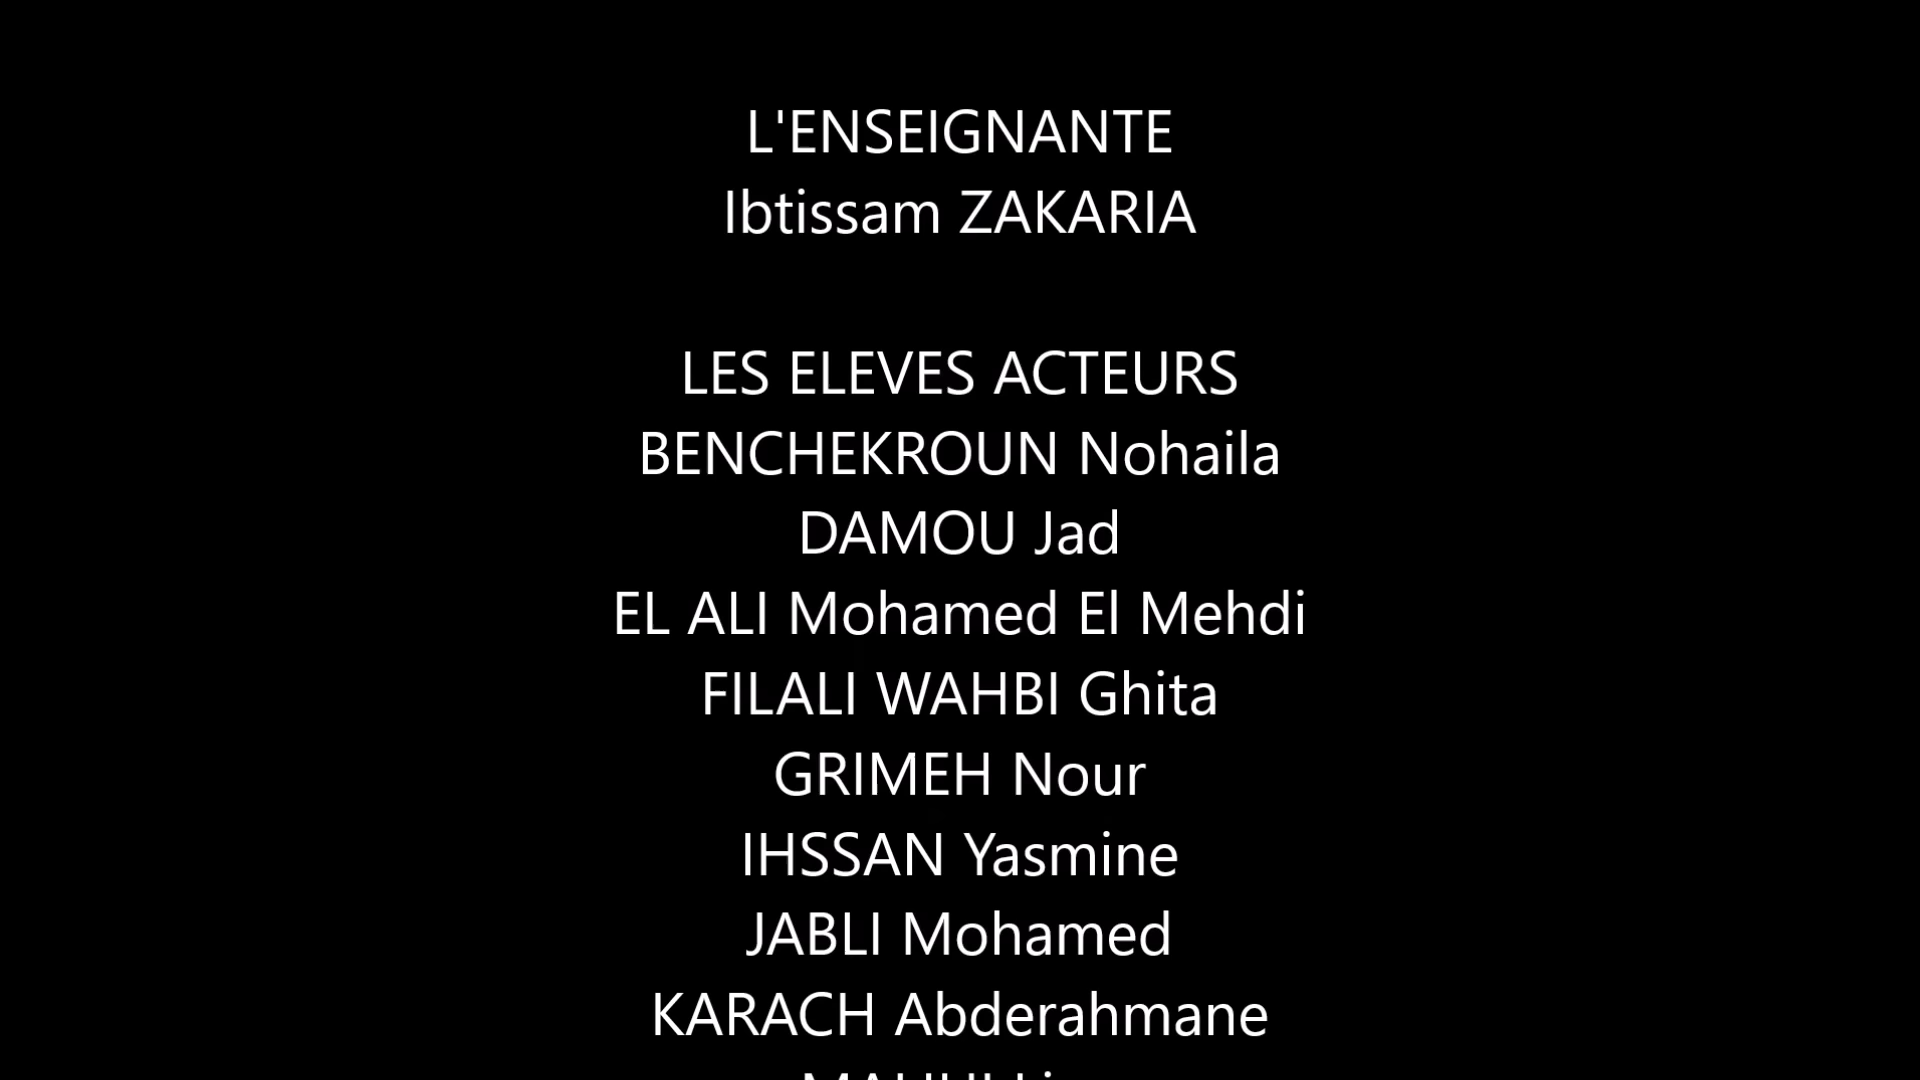 L'ENSEIGNANTE
Ibtissam ZAKARIA
LES ELEVES ACTEURS
BENCHEKROUN Nohaila
DAMOU Jad
EL ALI Mohamed El Mehdi
FILALI WAHBI Ghita
GRIMEH Nour
IHSSAN Yasmine
JABLI Mohamed
KARACH Abderahmane